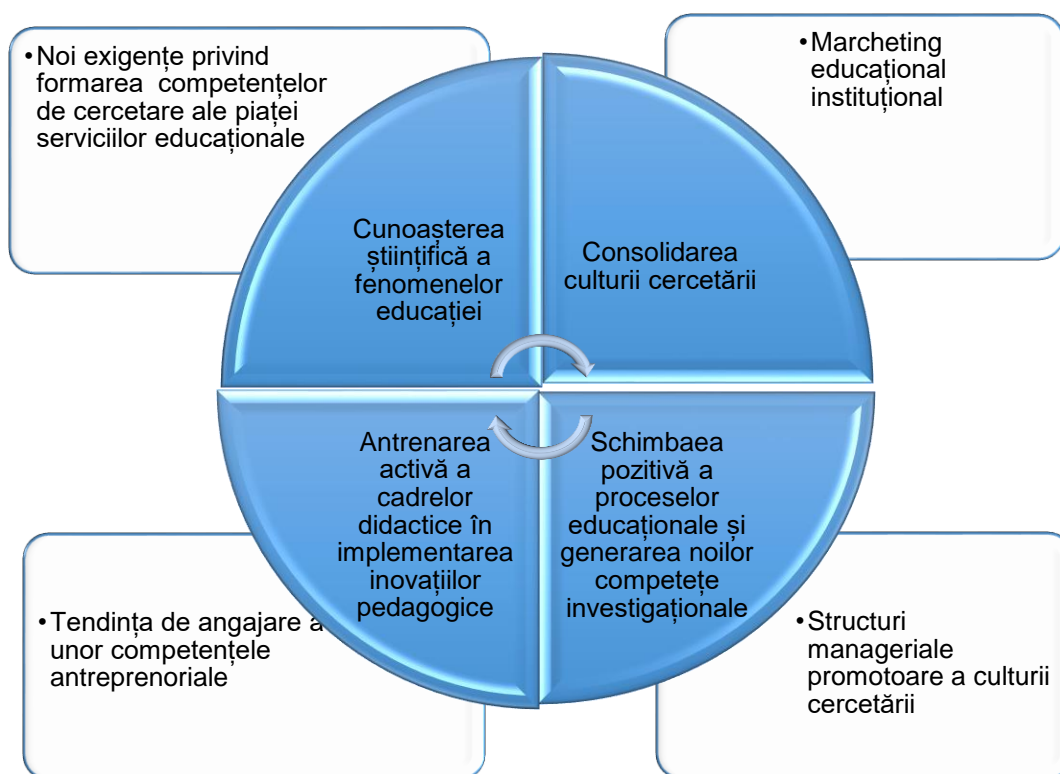 •Noi exigențe privind
formarea competențelor
de cercetare ale pieței
serviciilor educaționale
•Marcheting
educațional
instituțional
Cunoașterea
științifică a
fenomenelor
educației
Consolidarea
culturii cercetării
Antrenarea
activă a
cadrelor
didactice în
implementarea
inovațiilor
pedagogice
Schimbaea
pozitivă a
proceselor
educaționale și
generarea noilor
competețe
investigaționale
•Tendința de angajare a
unor competențele
antreprenoriale
•Structuri
manageriale
promotoare a culturii
cercetării